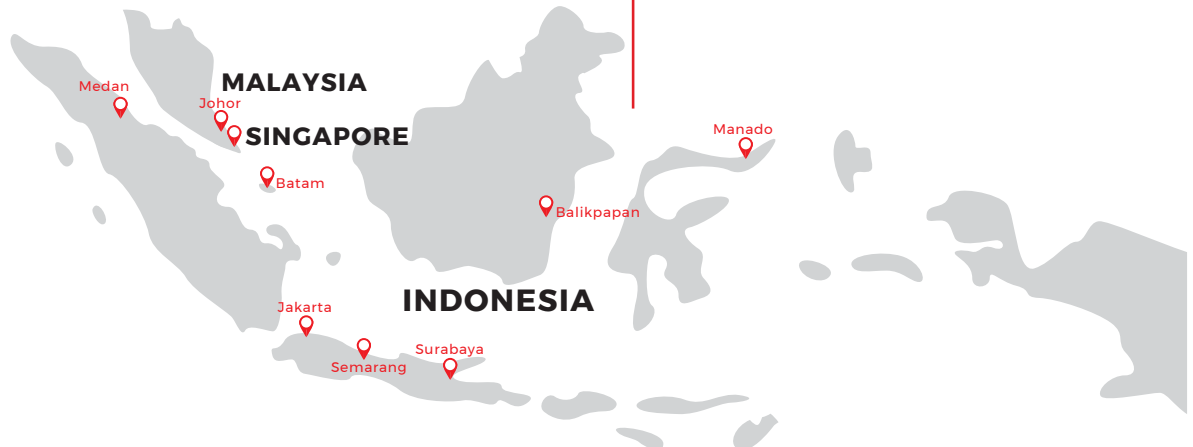 MALAYSIA
Medan
Johor
SINGAPORE
Manado
Batam
Balikpapan
INDONESIA
Jakarta
Surabaya
Semarang